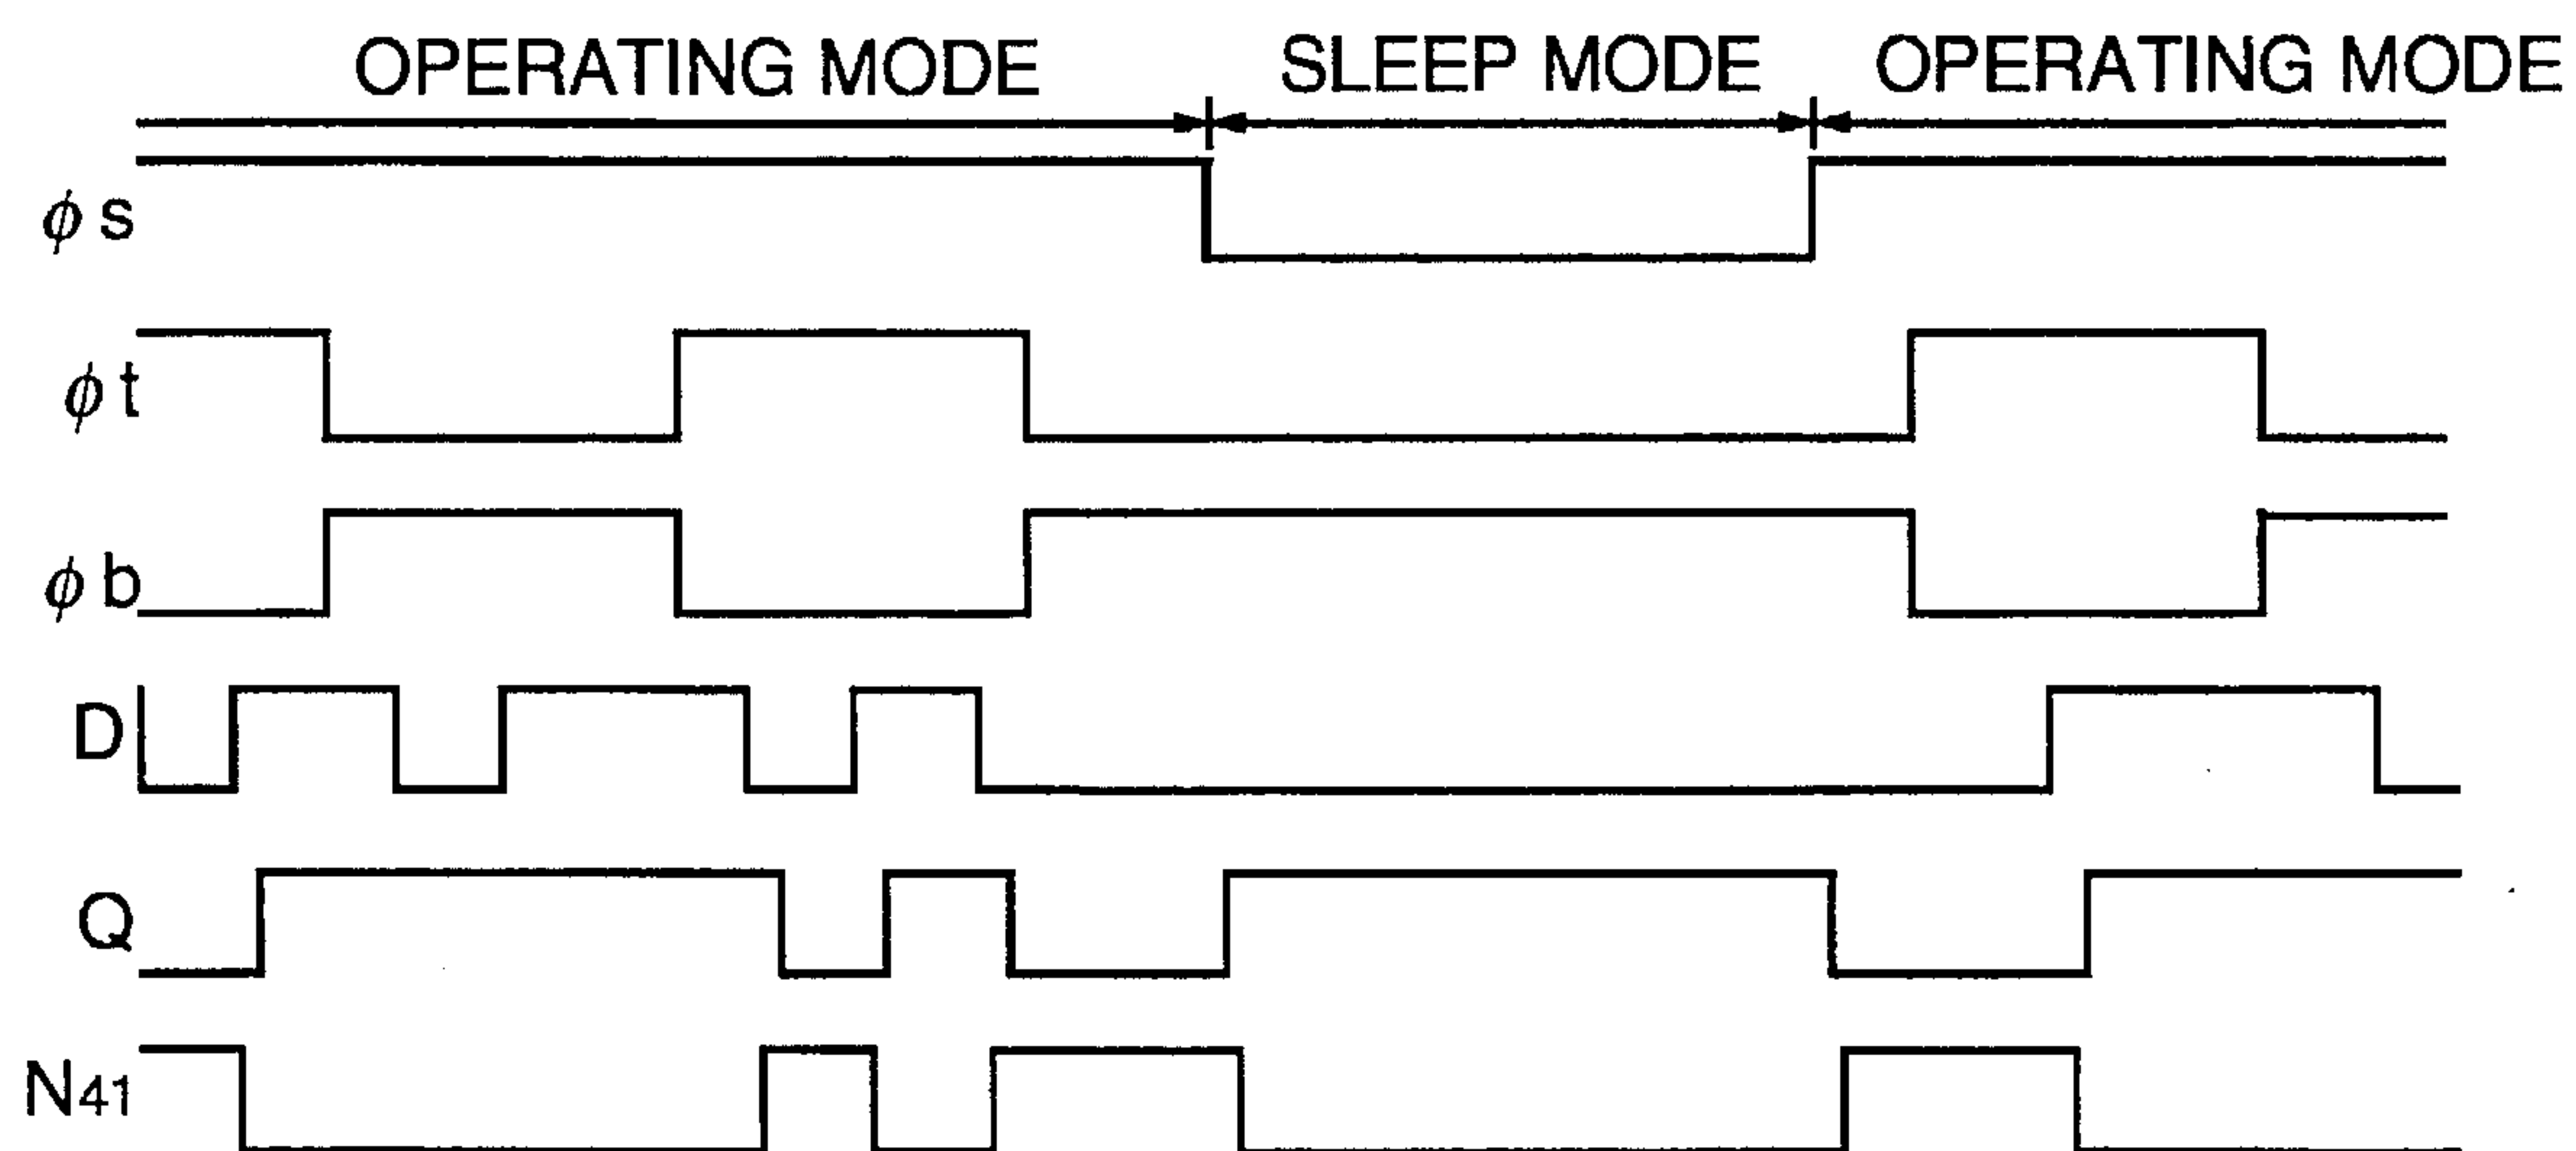 OPERATING MODE SLEEP MODE OPERATING MODE
ϕs
ϕt
ϕb
D
Q
N41